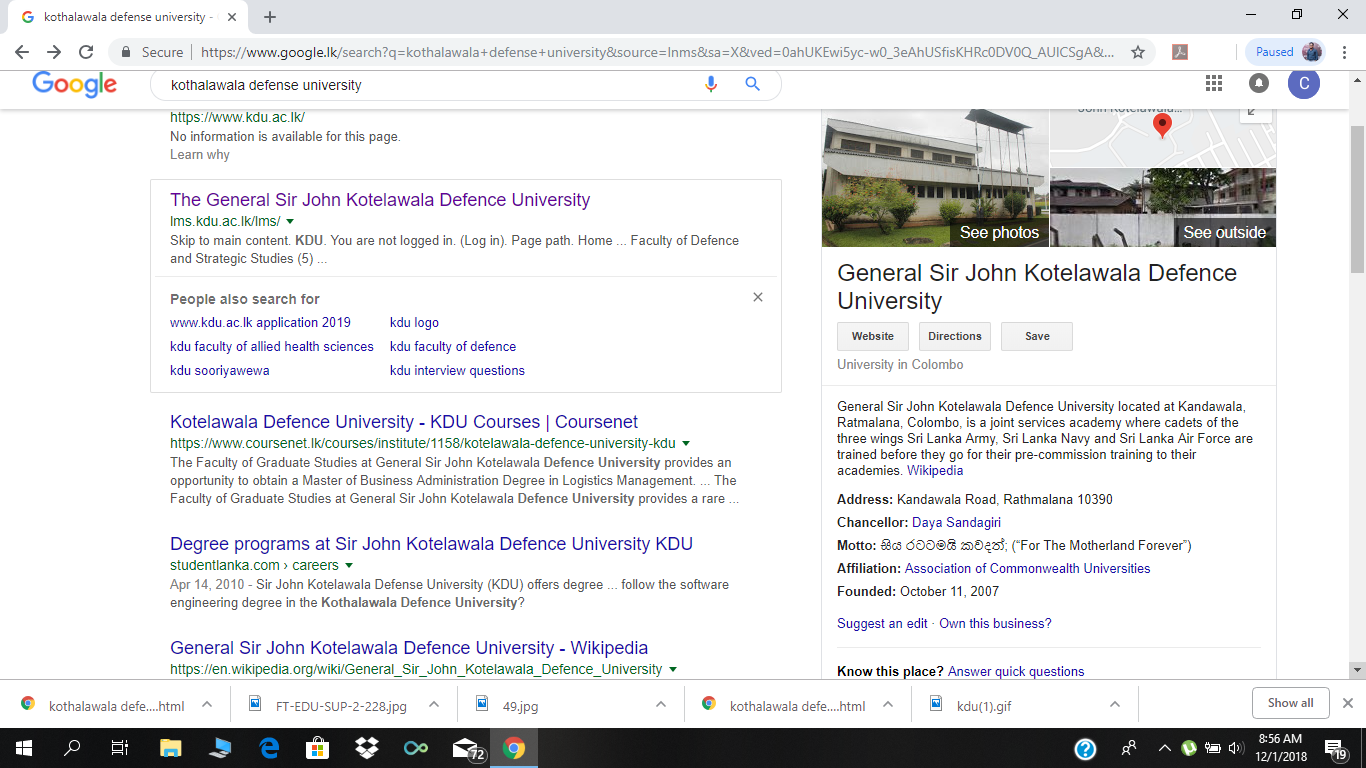 kothalawala defense university -
Secure
https://www.google.lk/search?q=kothalawala+defense+university&source=lnms&sa=X&ved=0ahUKEwi5yc-w0_3eAhUSfisKHRc0DV0Q_AUICSgA&...
Paused
Google
kothalawala defense university
C
https://www.kdu.ac.lk/
No information is available for this page.
Learn why
The General Sir John Kotelawala Defence University
lms.kdu.ac.lk/lms/
Skip to main content. KDU. You are not logged in. (Log in). Page path. Home ... Faculty of Defence
and Strategic Studies (5) ...
People also search for
www.kdu.ac.lk application 2019
kdu logo
kdu faculty of allied health sciences
kdu faculty of defence
kdu sooriyawewa
kdu interview questions
Kotelawala Defence University - KDU Courses | Coursenet
https://www.coursenet.lk/courses/institute/1158/kotelawala-defence-university-kdu
The Faculty of Graduate Studies at General Sir John Kotelawala Defence University provides an
opportunity to obtain a Master of Business Administration Degree in Logistics Management. ... The
Faculty of Graduate Studies at General Sir John Kotelawala Defence University provides a rare ...
Degree programs at Sir John Kotelawala Defence University KDU
studentlanka.com › careers
Apr 14, 2010 - Sir John Kotelawala Defense University (KDU) offers degree ... follow the software
engineering degree in the Kothalawala Defence University?
General Sir John Kotelawala Defence University - Wikipedia
https://en.wikipedia.org/wiki/General_Sir_John_Kotelawala_Defence_University
John Kotelawala...
See photos
See outside
General Sir John Kotelawala Defence
University
Website
Directions
Save
University in Colombo
General Sir John Kotelawala Defence University located at Kandawala,
Ratmalana, Colombo, is a joint services academy where cadets of the
three wings Sri Lanka Army, Sri Lanka Navy and Sri Lanka Air Force are
trained before they go for their pre-commission training to their
academies. Wikipedia
Address: Kandawala Road, Rathmalana 10390
Chancellor: Daya Sandagiri
Motto: සිය රටටමයි කවදත්; (“For The Motherland Forever”)
Affiliation: Association of Commonwealth Universities
Founded: October 11, 2007
Suggest an edit · Own this business?
Know this place? Answer quick questions
kothalawala defe....html
FT-EDU-SUP-2-228.jpg
49.jpg
kothalawala defe....html
kdu(1).gif
Show all
72
8:56 AM
12/1/2018
19